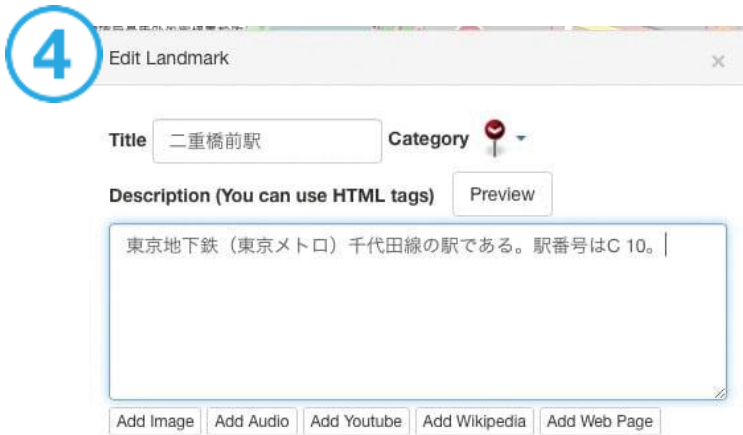 4
Edit Landmark ×
Title 二重橋前駅 Category
Description (You can use HTML tags) Preview
東京地下鉄（東京メトロ）千代田線の駅である。駅番号はC 10。
Add Image Add Audio Add Youtube Add Wikipedia Add Web Page